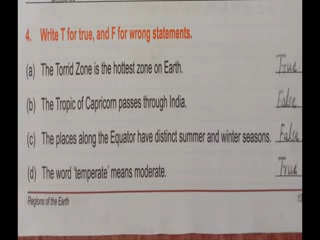 4. Write T for true, and F for wrong statements.
(a) The Torrid Zone is the hottest zone on Earth. True
(b) The Tropic of Capricorn passes through India. False
(c) The places along the Equator have distinct summer and winter seasons. False
(d) The word 'temperate' means moderate. True
Regions of the Earth